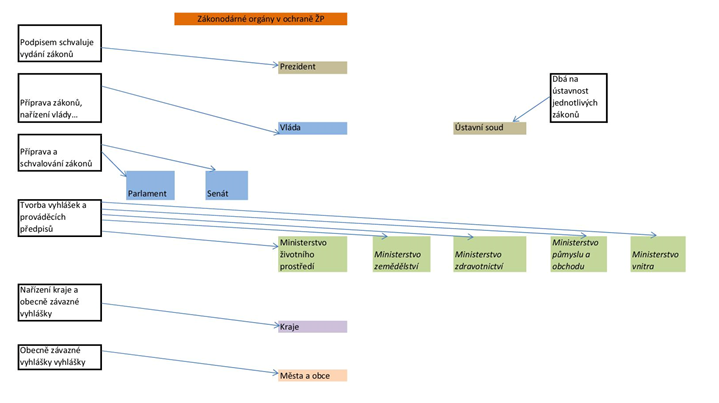 Zákonodárné orgány v ochraně ŽP
Podpisem schvaluje
vydání zákonů
Prezident
Dbá na
ústavnost
jednotlivých
zákonů
Příprava zákonů,
nařízení vlády…
Vláda
Ústavní soud
Příprava a
schvalování zákonů
Parlament
Senát
Tvorba vyhlášek a
prováděcích
předpisů
Ministerstvo
životního
prostředí
Ministerstvo
zemědělství
Ministerstvo
zdravotnictví
Ministerstvo
půmyslu a
obchodu
Ministerstvo
vnitra
Nařízení kraje a
obecně závazné
vyhlášky
Kraje
Obecně závazné
vyhlášky vyhlášky
Města a obce